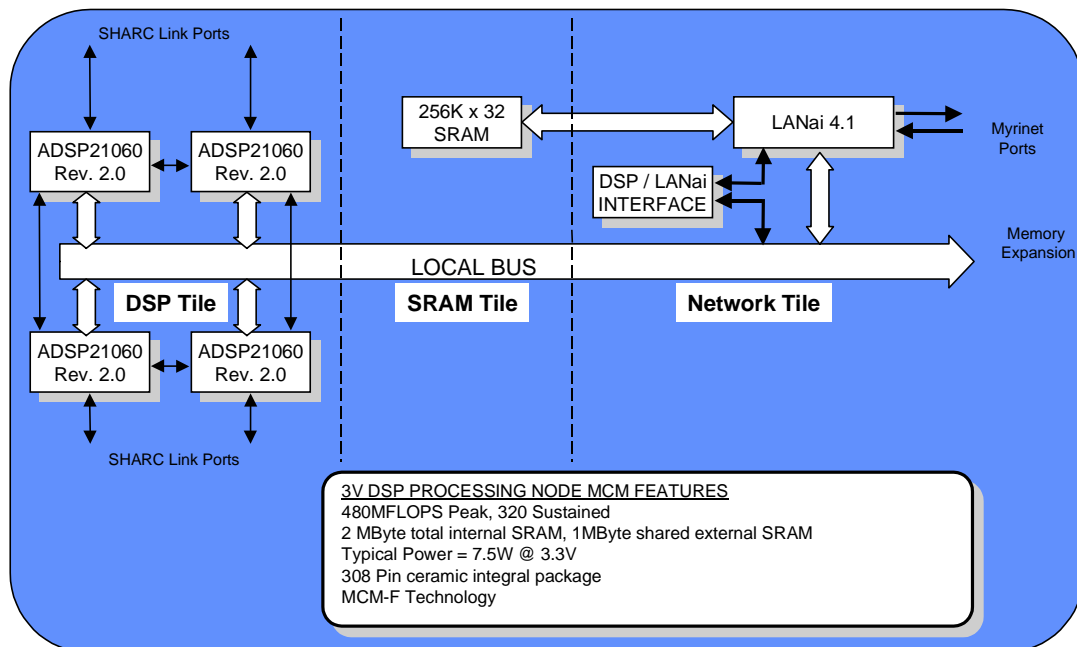 SHARC Link Ports
ADSP21060
Rev. 2.0
ADSP21060
Rev. 2.0
256K x 32
SRAM
LANai 4.1
Myrinet
Ports
DSP / LANai
INTERFACE
Memory
Expansion
LOCAL BUS
DSP Tile
SRAM Tile
Network Tile
ADSP21060
Rev. 2.0
ADSP21060
Rev. 2.0
SHARC Link Ports
3V DSP PROCESSING NODE MCM FEATURES
480MFLOPS Peak, 320 Sustained
2 MByte total internal SRAM, 1MByte shared external SRAM
Typical Power = 7.5W @ 3.3V
308 Pin ceramic integral package
MCM-F Technology